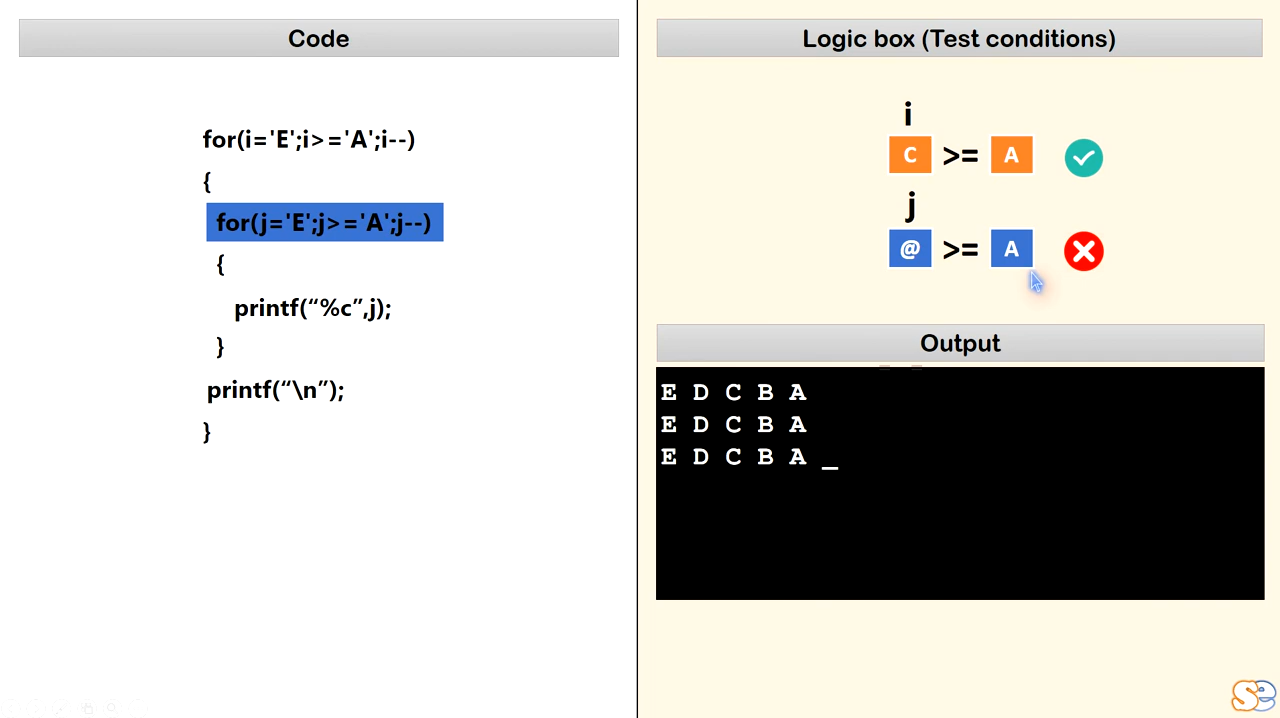 Code
for(i='E';i>='A';i--)
{
for(j='E';j>='A';j--)
{
printf(“%c”,j);
}
printf(“\n”);
}
Logic box (Test conditions)
i
C >= A
j
@ >= A
Output
E D C B A
E D C B A
E D C B A _